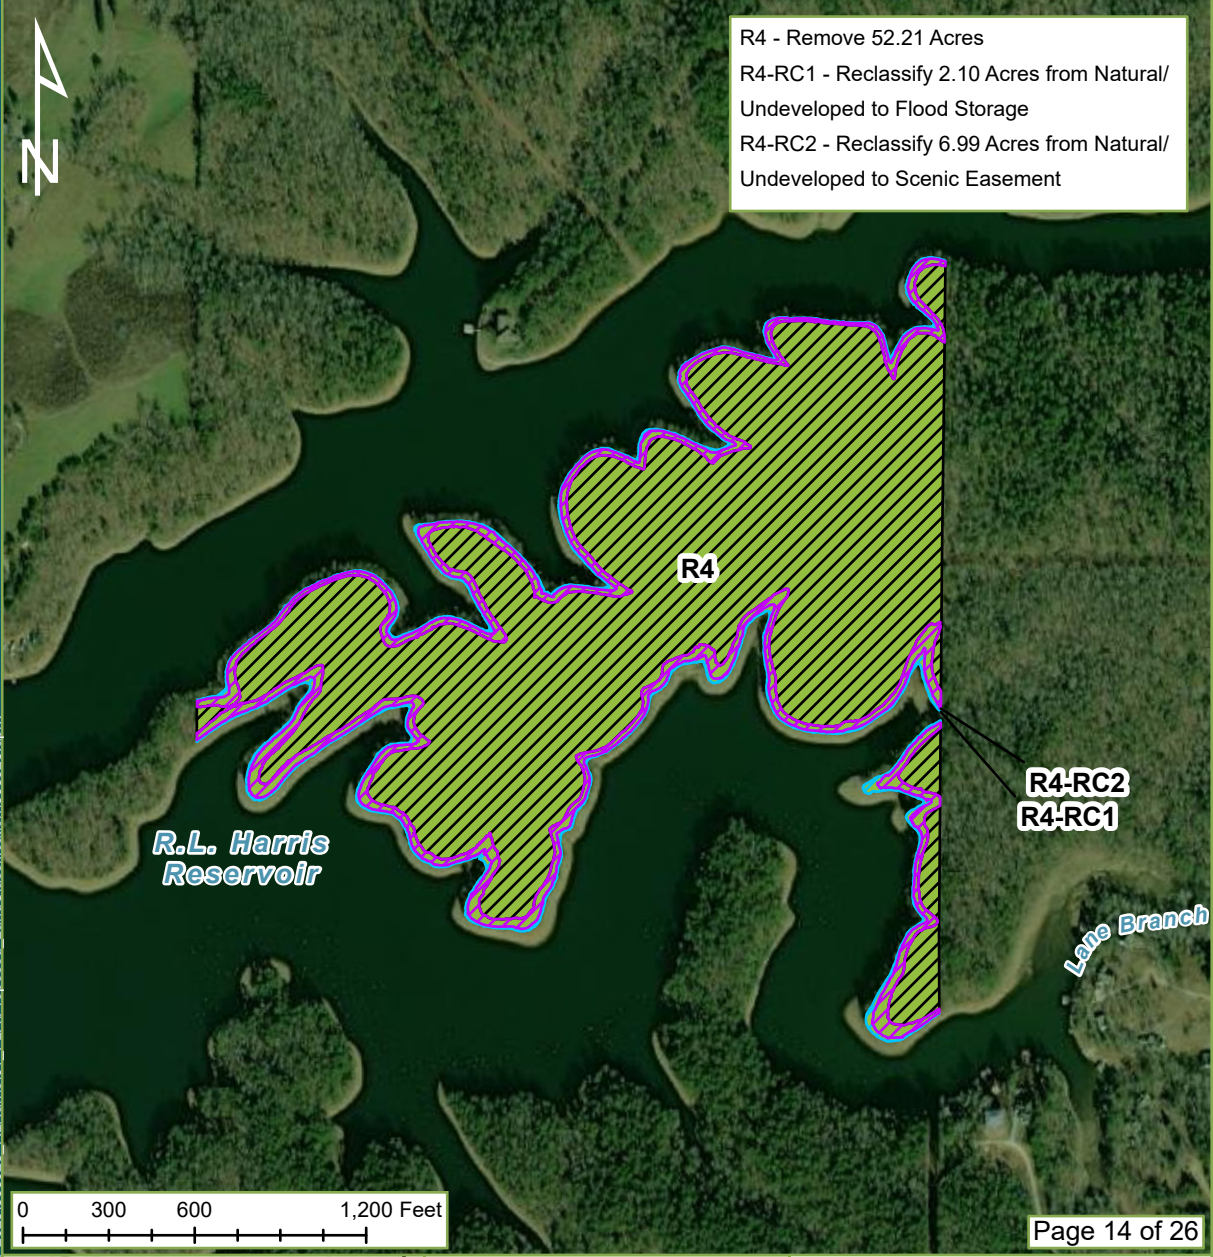 N
R4 - Remove 52.21 Acres
R4-RC1 - Reclassify 2.10 Acres from Natural/
Undeveloped to Flood Storage
R4-RC2 - Reclassify 6.99 Acres from Natural/
Undeveloped to Scenic Easement
R4
R4-RC2
R4-RC1
R.L. Harris
Reservoir
Lane Branch
0 300 600 1,200 Feet
Page 14 of 26